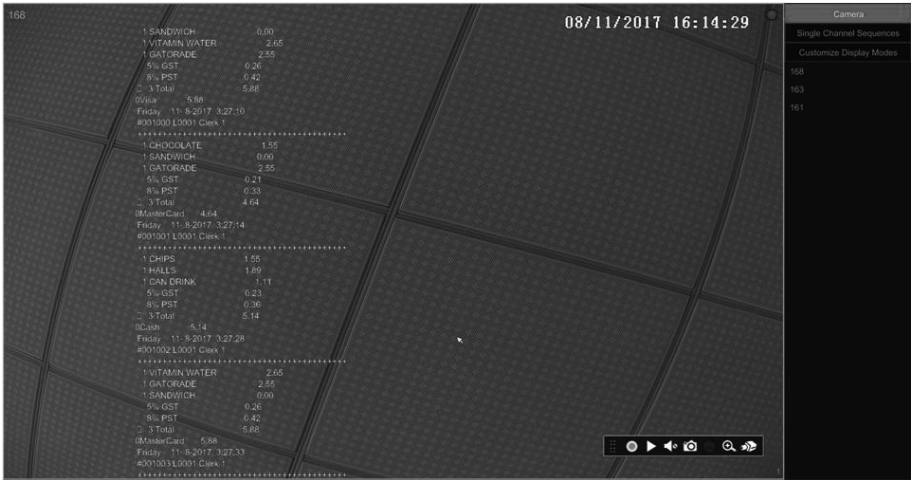 168
08/11/2017 16:14:29
1 SANDWICH 0.00
1 VITAMIN WATER 2.65
1 GATORADE 2.55
5% GST 0.26
8% PST 0.42
3 Total 5.88
0Visa 5.88
Friday 11- 8-2017 3:27:10
#001000 L0001 Clerk 1
++++++++++++++++++++++++++++++++++++++
1 CHOCOLATE 1.55
1 SANDWICH 0.00
1 GATORADE 2.55
5% GST 0.21
8% PST 0.33
3 Total 4.64
0MasterCard 4.64
Friday 11- 8-2017 3:27:14
#001001 L0001 Clerk 1
++++++++++++++++++++++++++++++++++++++
1 CHIPS 1.55
1 HALLS 1.89
1 CAN DRINK 1.11
5% GST 0.23
8% PST 0.36
3 Total 5.14
0Cash 5.14
Friday 11- 8-2017 3:27:28
#001002 L0001 Clerk 1
++++++++++++++++++++++++++++++++++++++
1 VITAMIN WATER 2.65
1 GATORADE 2.55
1 SANDWICH 0.00
5% GST 0.26
8% PST 0.42
3 Total 5.88
0MasterCard 5.88
Friday 11- 8-2017 3:27:33
#001003 L0001 Clerk 1
++++++++++++++++++++++++++++++++++++++
1
Camera
Single Channel Sequences
Customize Display Modes
168
163
161